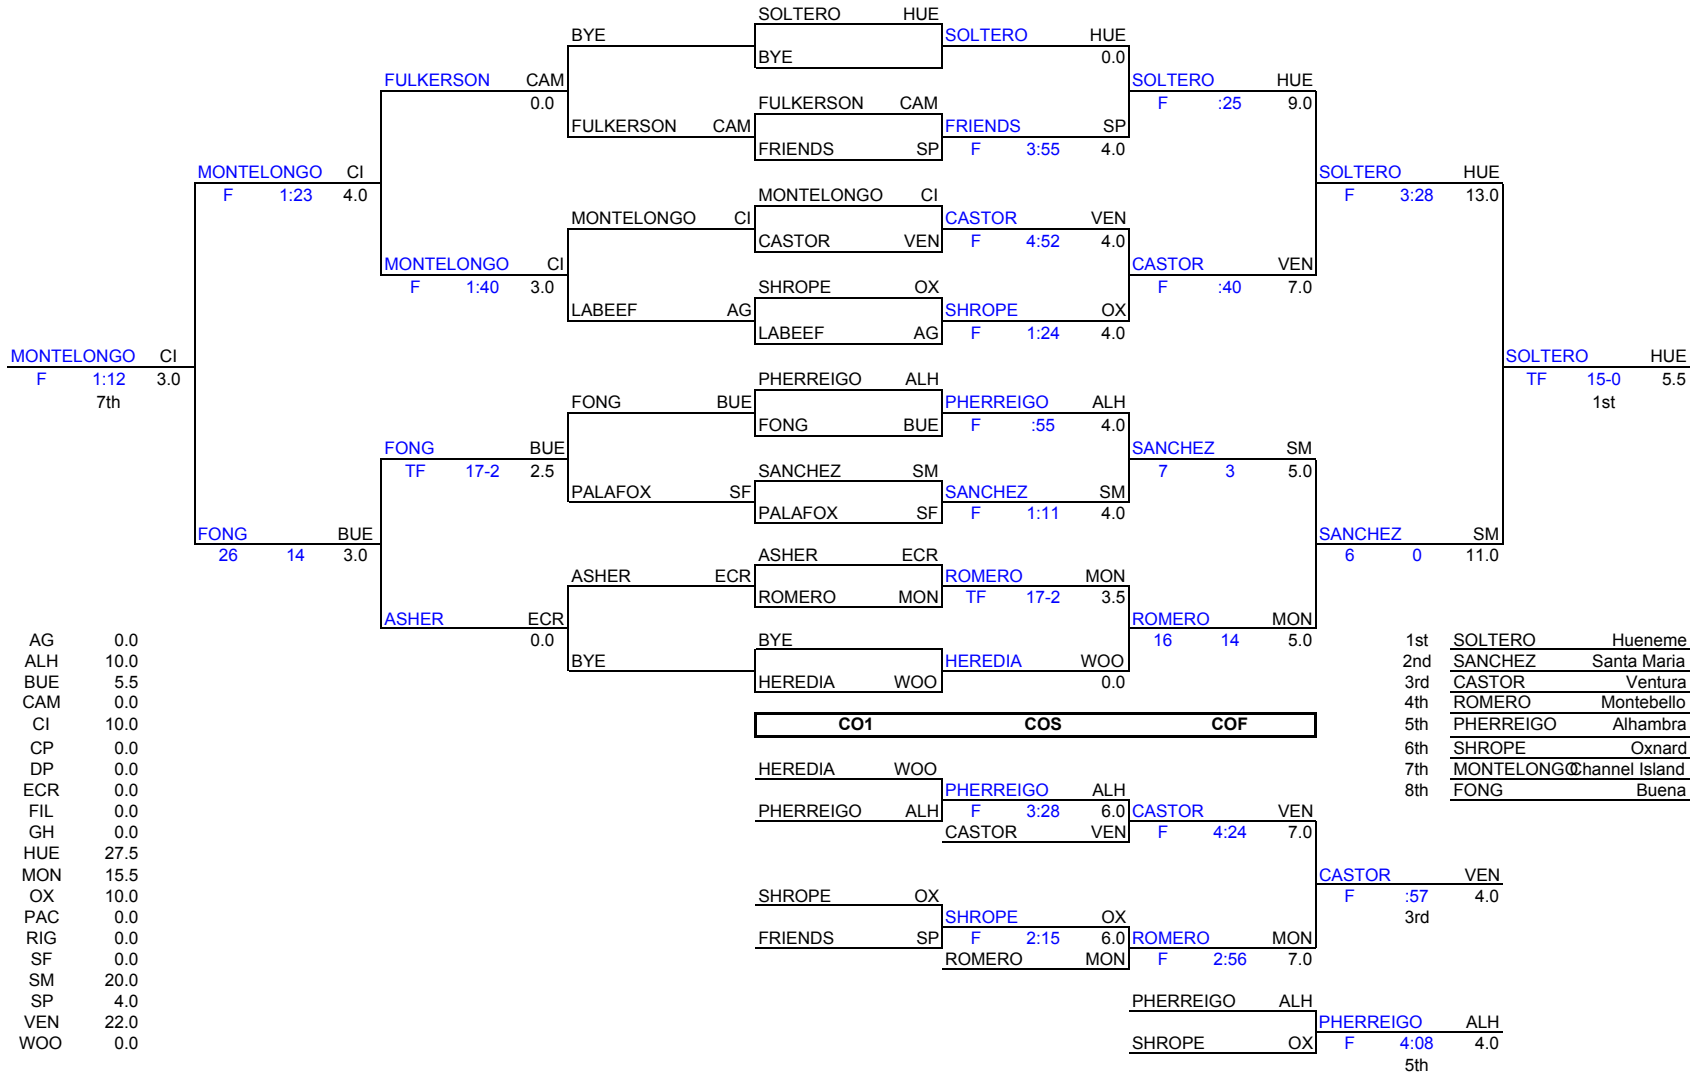 SOLTERO HUE
BYE SOLTERO HUE
BYE 0.0
FULKERSON CAM SOLTERO HUE
0.0 FULKERSON CAM F :25 9.0
FULKERSON CAM FRIENDS SP
FRIENDS SP F 3:55 4.0
MONTELONGO CI SOLTERO HUE
F 1:23 4.0 MONTELONGO CI F 3:28 13.0
MONTELONGO CI CASTOR VEN
CASTOR VEN F 4:52 4.0
MONTELONGO CI CASTOR VEN
F 1:40 3.0 SHROPE OX F :40 7.0
LABEEF AG SHROPE OX
LABEEF AG F 1:24 4.0
MONTELONGO CI SOLTERO HUE
F 1:12 3.0 PHERREIGO ALH TF 15-0 5.5
7th FONG BUE PHERREIGO ALH 1st
FONG BUE F :55 4.0
FONG BUE SANCHEZ SM
TF 17-2 2.5 SANCHEZ SM 7 3 5.0
PALAFOX SF SANCHEZ SM
PALAFOX SF F 1:11 4.0
FONG BUE SANCHEZ SM
26 14 3.0 ASHER ECR 6 0 11.0
ASHER ECR ROMERO MON
ROMERO MON TF 17-2 3.5
ASHER ECR ROMERO MON
AG 0.0 0.0 BYE 16 14 5.0 1st SOLTERO Hueneme
ALH 10.0 BYE HEREDIA WOO 2nd SANCHEZ Santa Maria
BUE 5.5 HEREDIA WOO 0.0 3rd CASTOR Ventura
CAM 0.0 4th ROMERO Montebello
CI 10.0 CO1 COS COF 5th PHERREIGO Alhambra
CP 0.0 6th SHROPE Oxnard
DP 0.0 HEREDIA WOO 7th MONTELONGO Channel Island
ECR 0.0 PHERREIGO ALH 8th FONG Buena
FIL 0.0 PHERREIGO ALH F 3:28 6.0 CASTOR VEN
GH 0.0 CASTOR VEN F 4:24 7.0
HUE 27.5
MON 15.5 CASTOR VEN
OX 10.0 SHROPE OX F :57 4.0
PAC 0.0 SHROPE OX 3rd
RIG 0.0 FRIENDS SP F 2:15 6.0 ROMERO MON
SF 0.0 ROMERO MON F 2:56 7.0
SM 20.0
SP 4.0 PHERREIGO ALH
VEN 22.0 PHERREIGO ALH
WOO 0.0 SHROPE OX F 4:08 4.0
5th